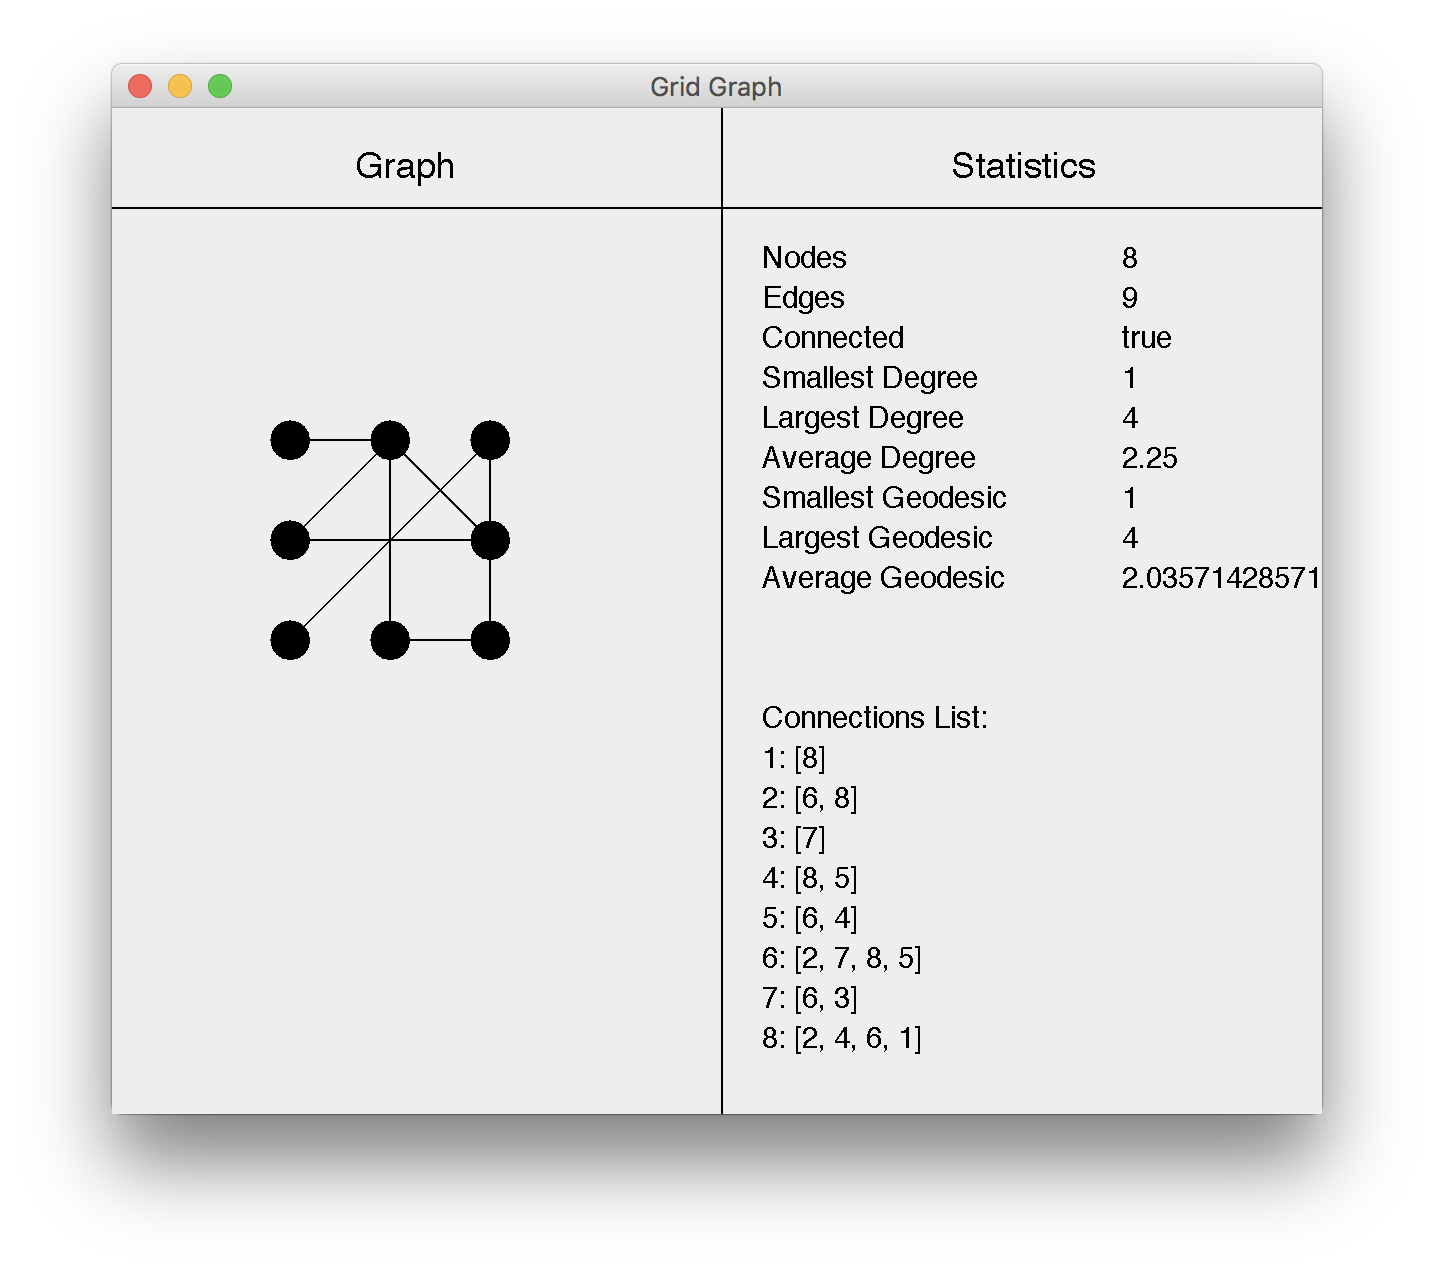 Grid Graph
Graph
Statistics
Nodes 8
Edges 9
Connected true
Smallest Degree 1
Largest Degree 4
Average Degree 2.25
Smallest Geodesic 1
Largest Geodesic 4
Average Geodesic 2.03571428571
Connections List:
1: [8]
2: [6, 8]
3: [7]
4: [8, 5]
5: [6, 4]
6: [2, 7, 8, 5]
7: [6, 3]
8: [2, 4, 6, 1]